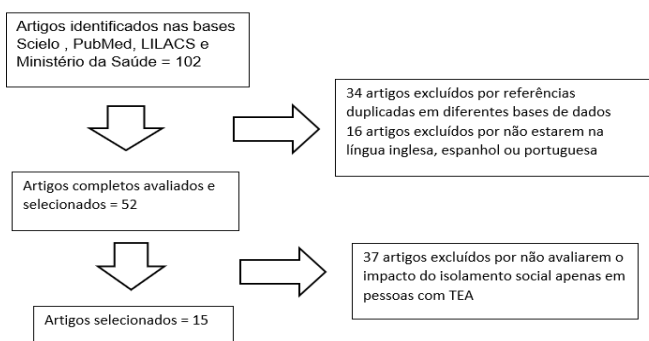 Artigos identificados nas bases
Scielo , PubMed, LILACS e
Ministério da Saúde = 102
34 artigos excluídos por referências
duplicadas em diferentes bases de dados
16 artigos excluídos por não estarem na
língua inglesa, espanhol ou portuguesa
Artigos completos avaliados e
selecionados = 52
37 artigos excluídos por não avaliarem o
impacto do isolamento social apenas em
pessoas com TEA
Artigos selecionados = 15